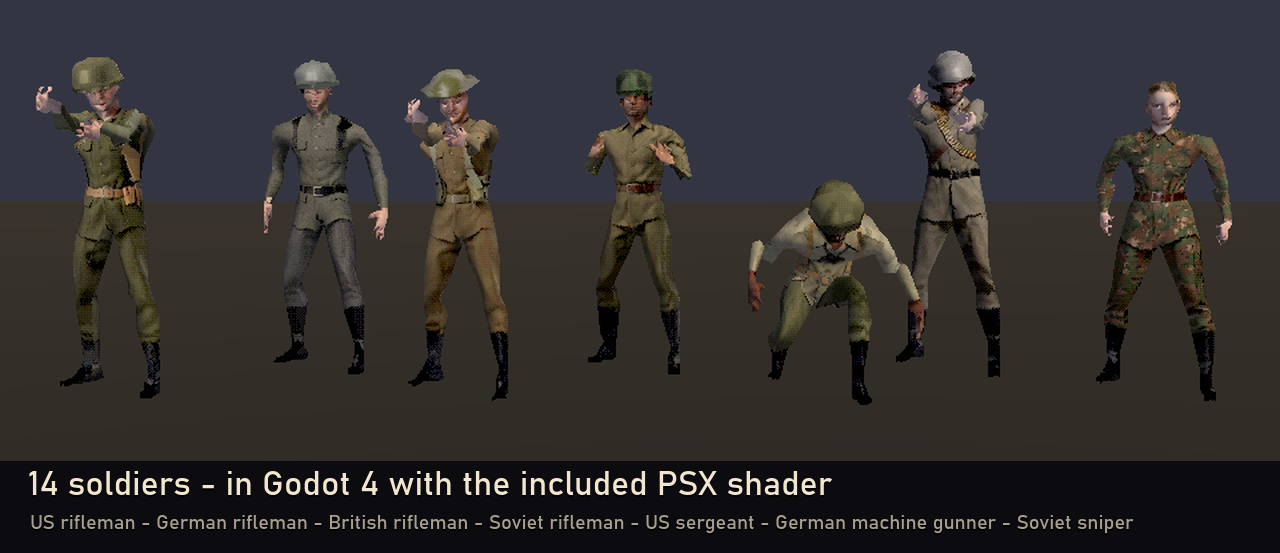 14 soldiers - in Godot 4 with the included PSX shader
US rifleman - German rifleman - British rifleman - Soviet rifleman - US sergeant - German machine gunner - Soviet sniper